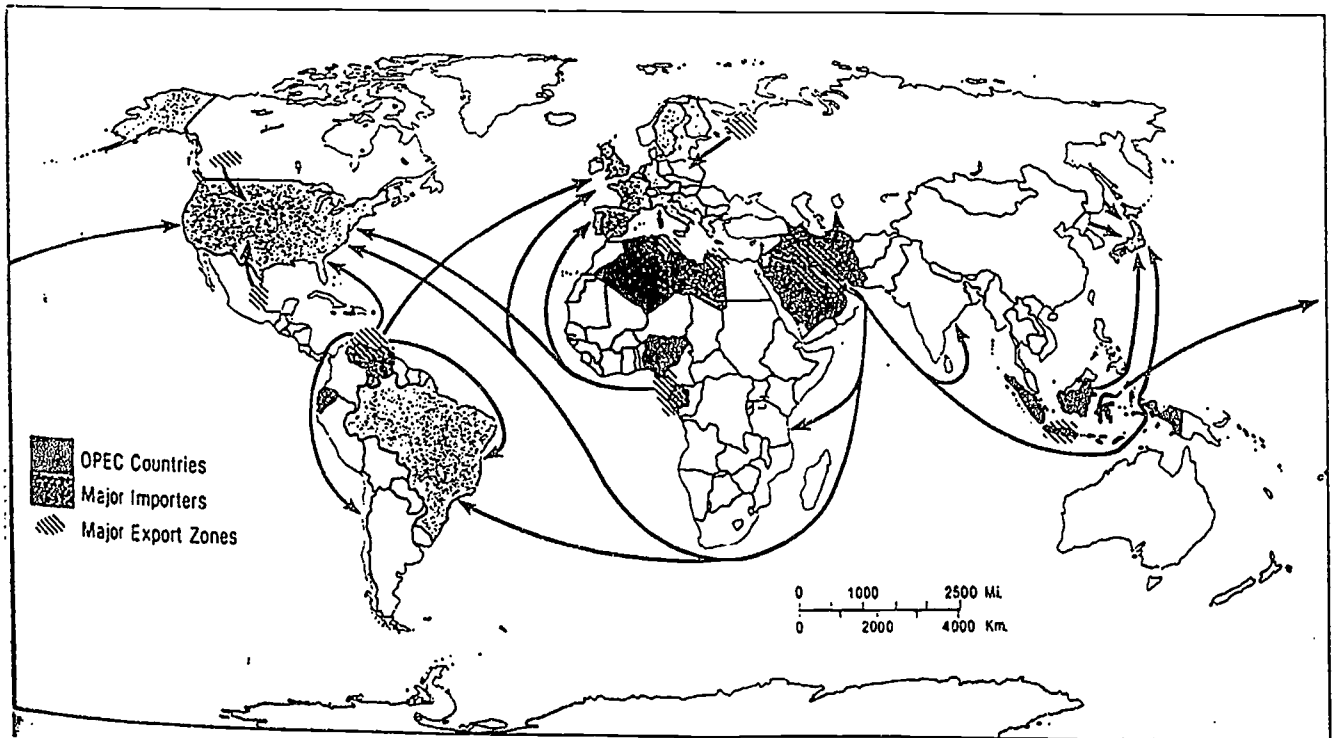 OPEC Countries
Major Importers
Major Export Zones
0 1000 2500 Mi.
0 2000 4000 Km.